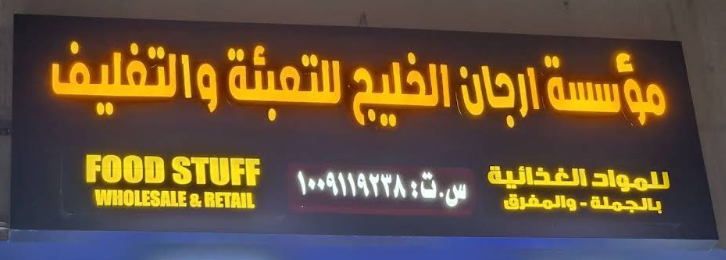 مؤسسة ارجان الخليج للتعبئة والتغليف
للمواد الغذائية
بالجملة - والمفرق
س.ت: ١٠٠٩١١٩٢٣٨
FOOD STUFF
WHOLESALE & RETAIL